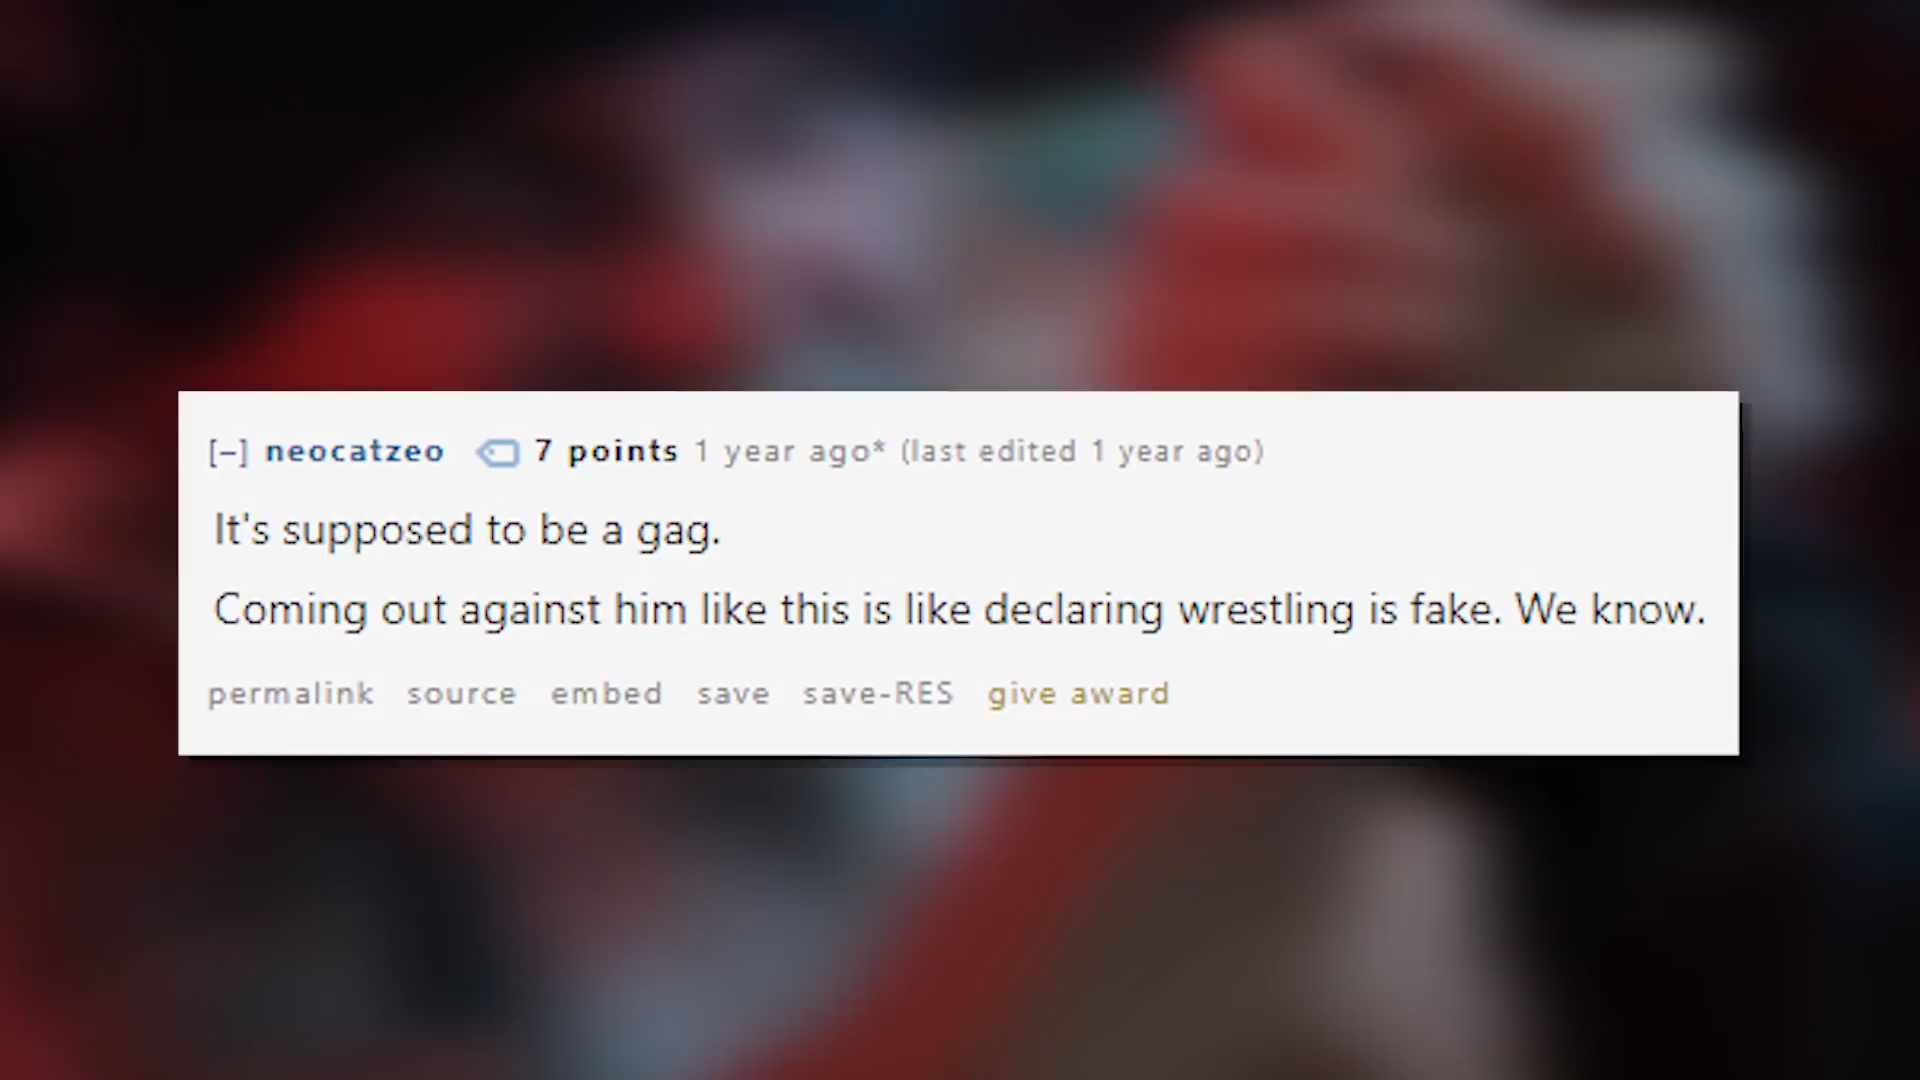 [–] neocatzeo 7 points 1 year ago* (last edited 1 year ago)
It's supposed to be a gag.
Coming out against him like this is like declaring wrestling is fake. We know.
permalink source embed save save-RES give award